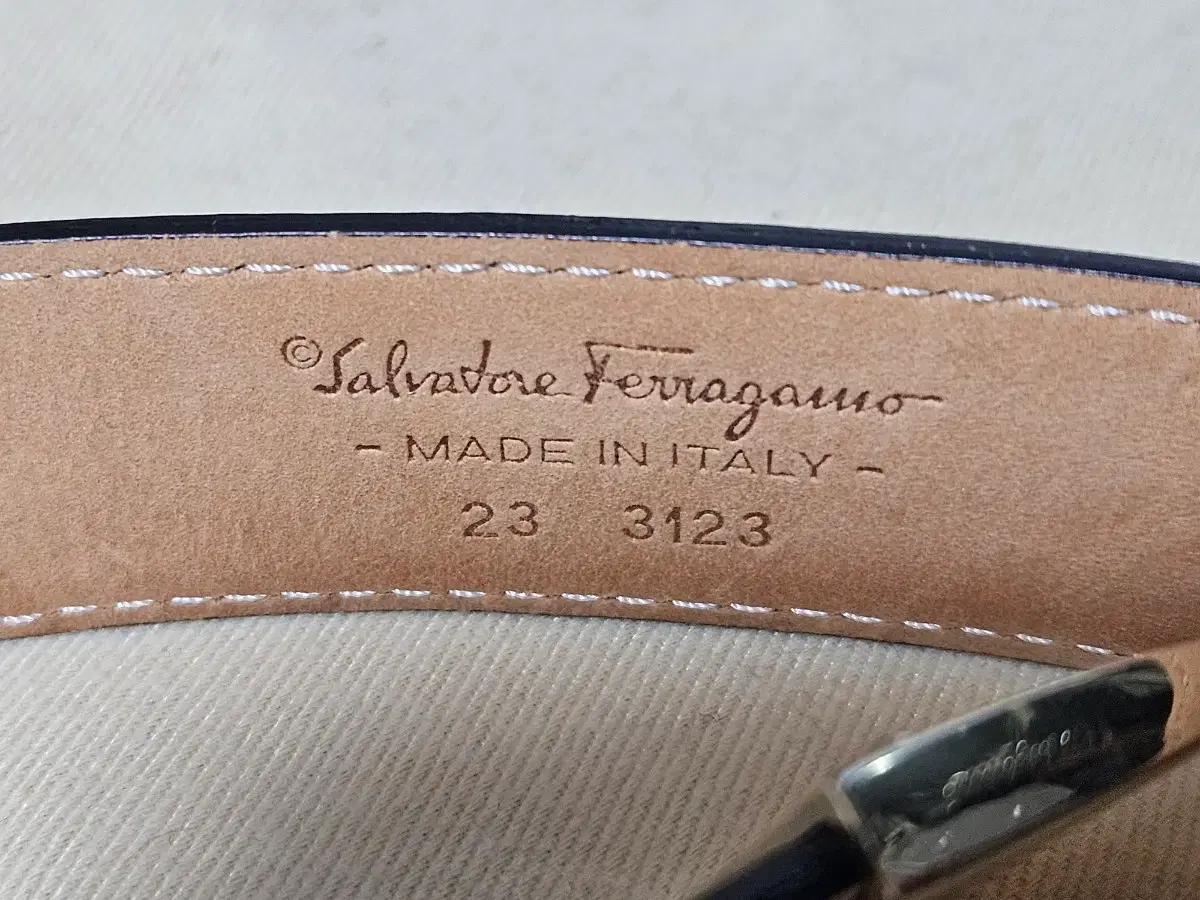 ©Salvatore Ferragamo
- MADE IN ITALY -
23 3123